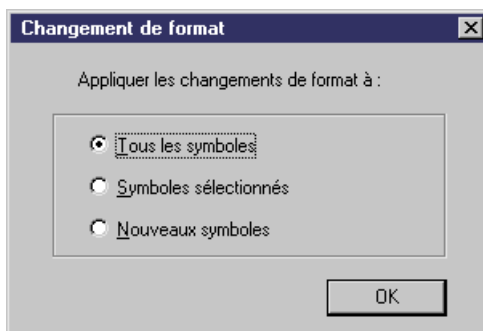 Changement de format
Appliquer les changements de format à :
Tous les symboles
Symboles sélectionnés
Nouveaux symboles
OK